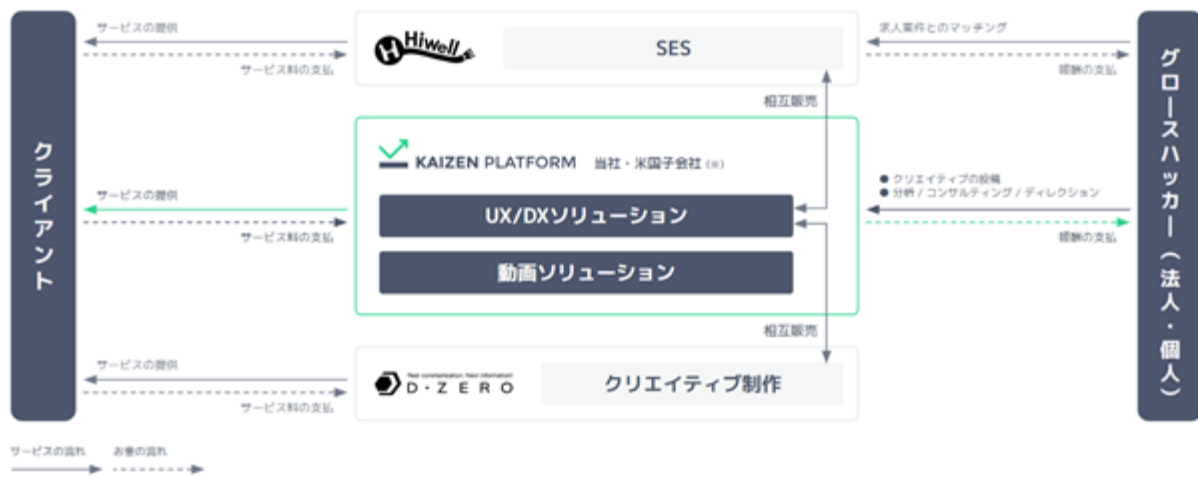 サービスの提供
サービス料の支払
Hiwell
SES
求人案件とのマッチング
報酬の支払
相互販売
クライアント
KAIZEN PLATFORM 当社・米国子会社 (※)
サービスの提供
サービス料の支払
UX/DXソリューション
動画ソリューション
● クリエイティブの投稿
● 分析 / コンサルティング / ディレクション
報酬の支払
グロースハッカー（法人・個人）
相互販売
サービスの提供
サービス料の支払
D・ZERO
クリエイティブ制作
サービスの流れ
お金の流れ